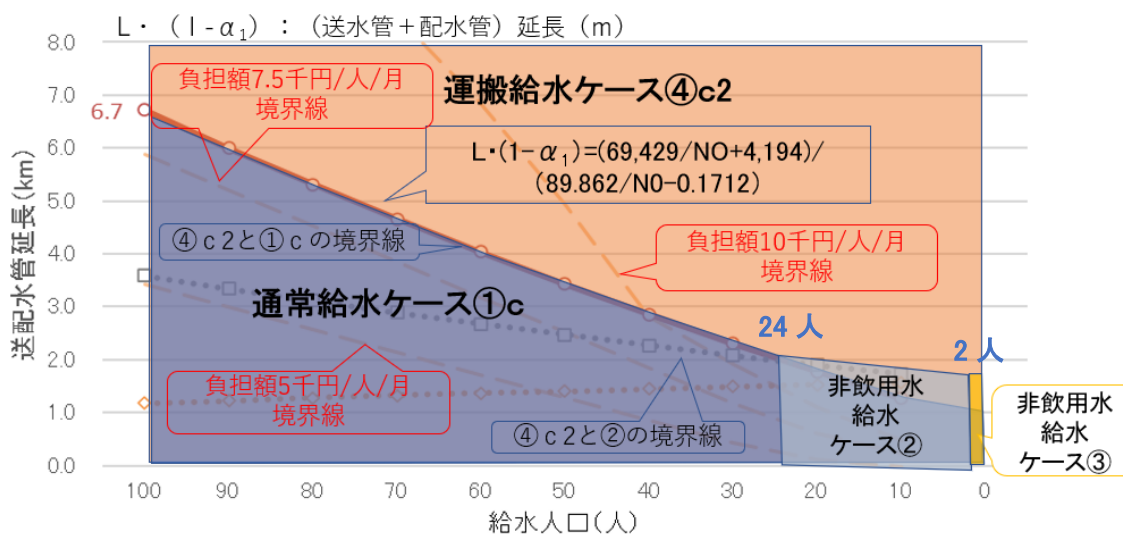 L・（1-α₁）：（送水管＋配水管）延長（m）
8.0
7.0
6.0
5.0
4.0
3.0
2.0
1.0
0.0
6.7
送配水管延長(km)
負担額7.5千円/人/月
境界線
運搬給水ケース④c2
L・(1-α₁)=(69,429/NO+4,194)/
(89.862/N0-0.1712)
④ｃ2と①ｃの境界線
負担額10千円/人/月
境界線
通常給水ケース①c
24 人
2 人
負担額5千円/人/月
境界線
④ｃ2と②の境界線
非飲用水
給水
ケース②
非飲用水
給水
ケース③
100 90 80 70 60 50 40 30 20 10 0
給水人口(人)